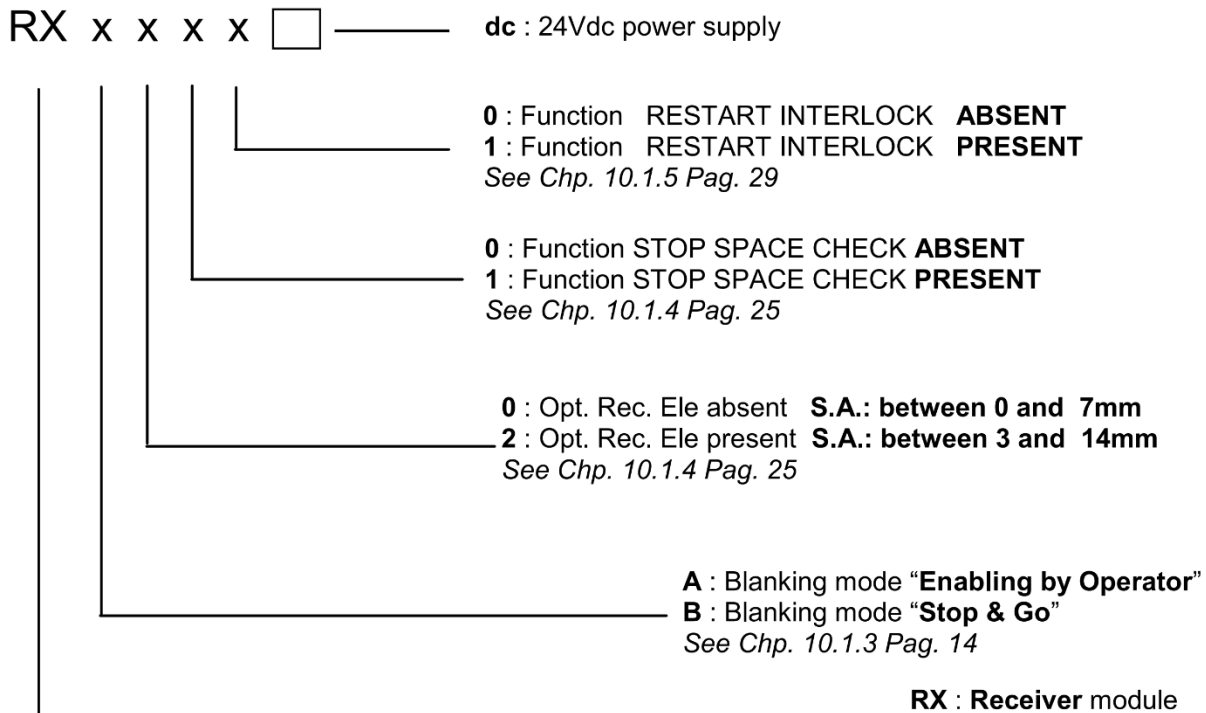 RX x x x x dc : 24Vdc power supply
0 : Function RESTART INTERLOCK ABSENT
1 : Function RESTART INTERLOCK PRESENT
See Chp. 10.1.5 Pag. 29
0 : Function STOP SPACE CHECK ABSENT
1 : Function STOP SPACE CHECK PRESENT
See Chp. 10.1.4 Pag. 25
0 : Opt. Rec. Ele absent S.A.: between 0 and 7mm
2 : Opt. Rec. Ele present S.A.: between 3 and 14mm
See Chp. 10.1.4 Pag. 25
A : Blanking mode “Enabling by Operator”
B : Blanking mode “Stop & Go”
See Chp. 10.1.3 Pag. 14
RX : Receiver module